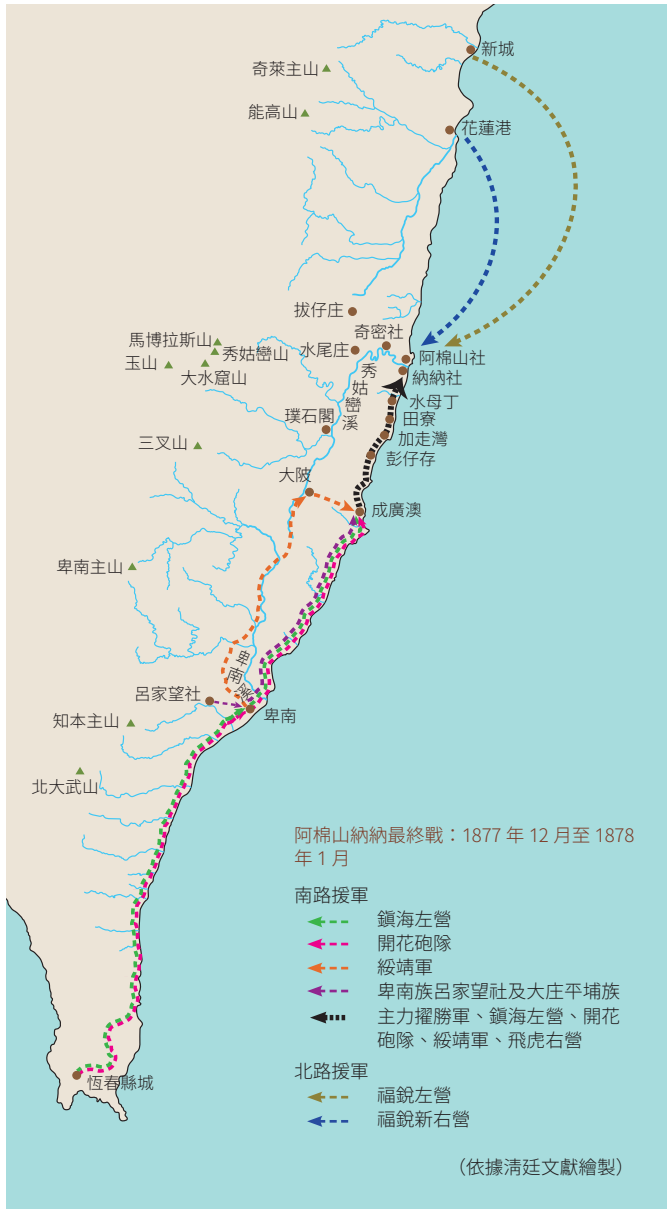 新城
奇萊主山
能高山
花蓮港
拔仔庄
奇密社
馬博拉斯山
秀姑巒山
水尾庄
阿棉山社
玉山
大水窟山
納納社
秀姑巒溪
水母丁
田寮
璞石閣
加走灣
三叉山
彭仔存
大陂
成廣澳
卑南主山
卑南溪
呂家望社
知本主山
卑南
北大武山
恆春縣城
阿棉山納納最終戰：1877 年 12 月至 1878
年 1 月
南路援軍
鎮海左營
開花砲隊
綏靖軍
卑南族呂家望社及大庄平埔族
主力擢勝軍、鎮海左營、開花
砲隊、綏靖軍、飛虎右營
北路援軍
福銳左營
福銳新右營
（依據清廷文獻繪製）